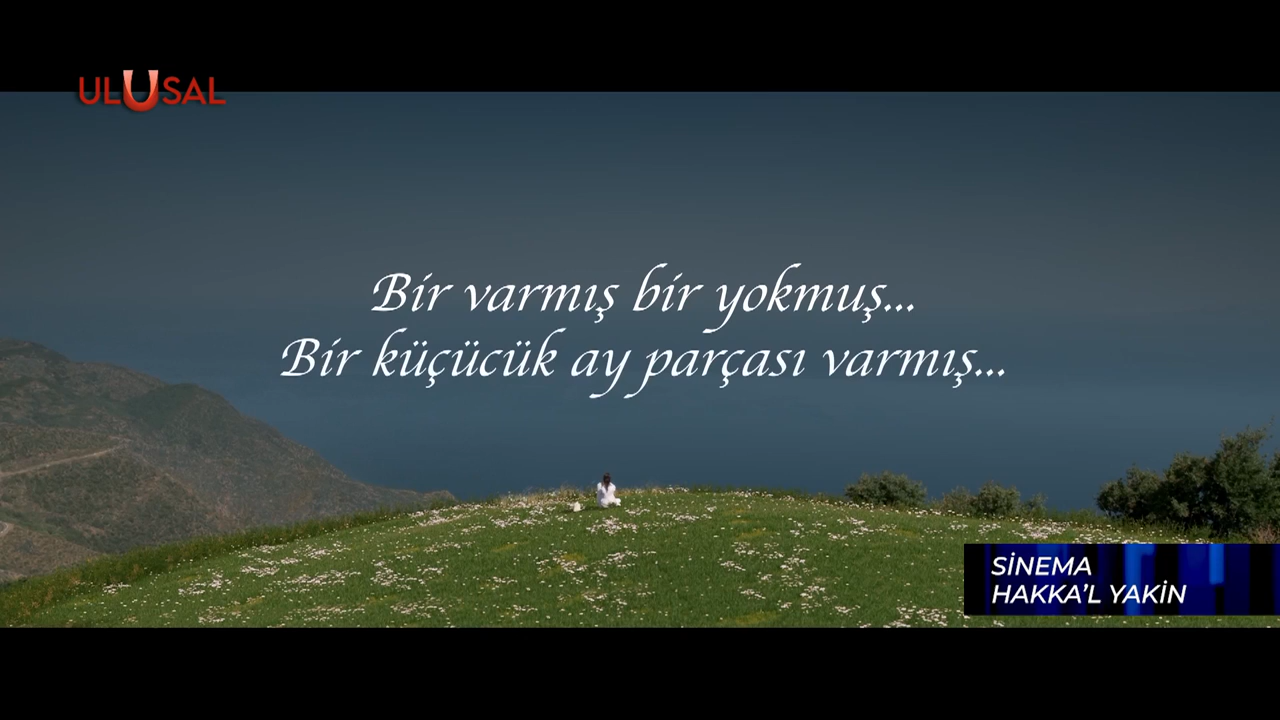 ULUSAL
Bir varmış bir yokmuş...
Bir küçücük ay parçası varmış...
SİNEMA
HAKKA'L YAKİN